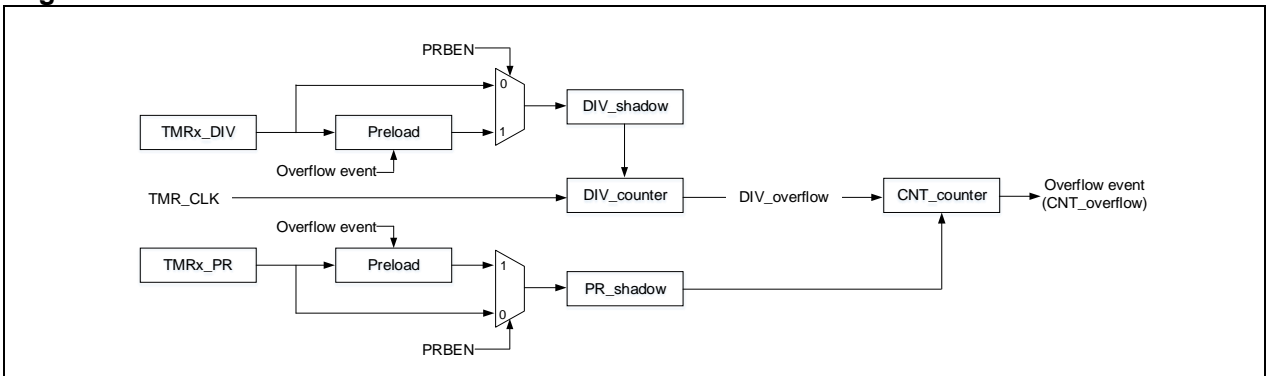 PRBEN
0
DIV_shadow
TMRx_DIV
Preload
1
Overflow event
TMR_CLK
DIV_counter
DIV_overflow
CNT_counter
Overflow event
(CNT_overflow)
Overflow event
TMRx_PR
Preload
1
PR_shadow
0
PRBEN